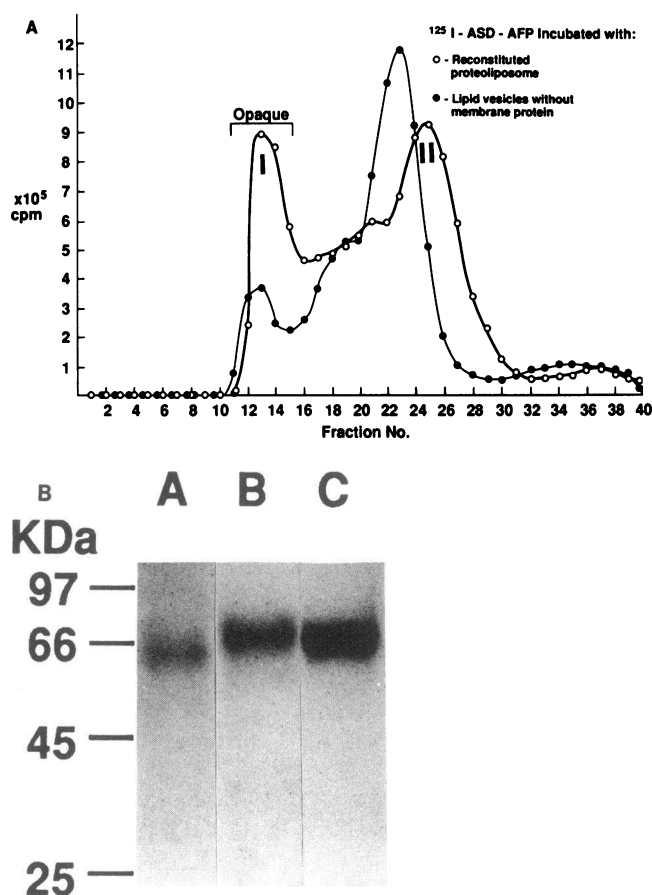 A
125 I - ASD - AFP Incubated with:
○ - Reconstituted
proteoliposome
● - Lipid vesicles without
membrane protein
Opaque
I
II
x10⁵
cpm
12
11
10
9
8
7
6
5
4
3
2
1
2 4 6 8 10 12 14 16 18 20 22 24 26 28 30 32 34 36 38 40
Fraction No.
B
A B C
KDa
97
66
45
25